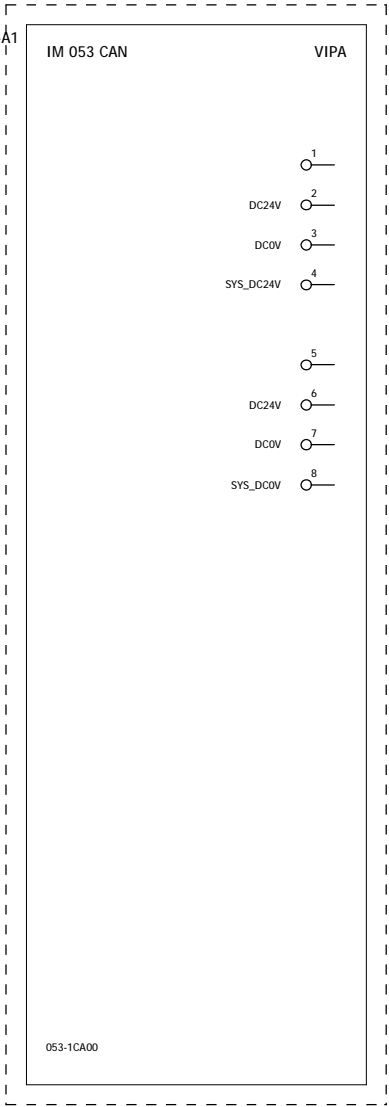 A1
IM 053 CAN VIPA
1
DC24V 2
DC0V 3
SYS_DC24V 4
5
DC24V 6
DC0V 7
SYS_DC0V 8
053-1CA00